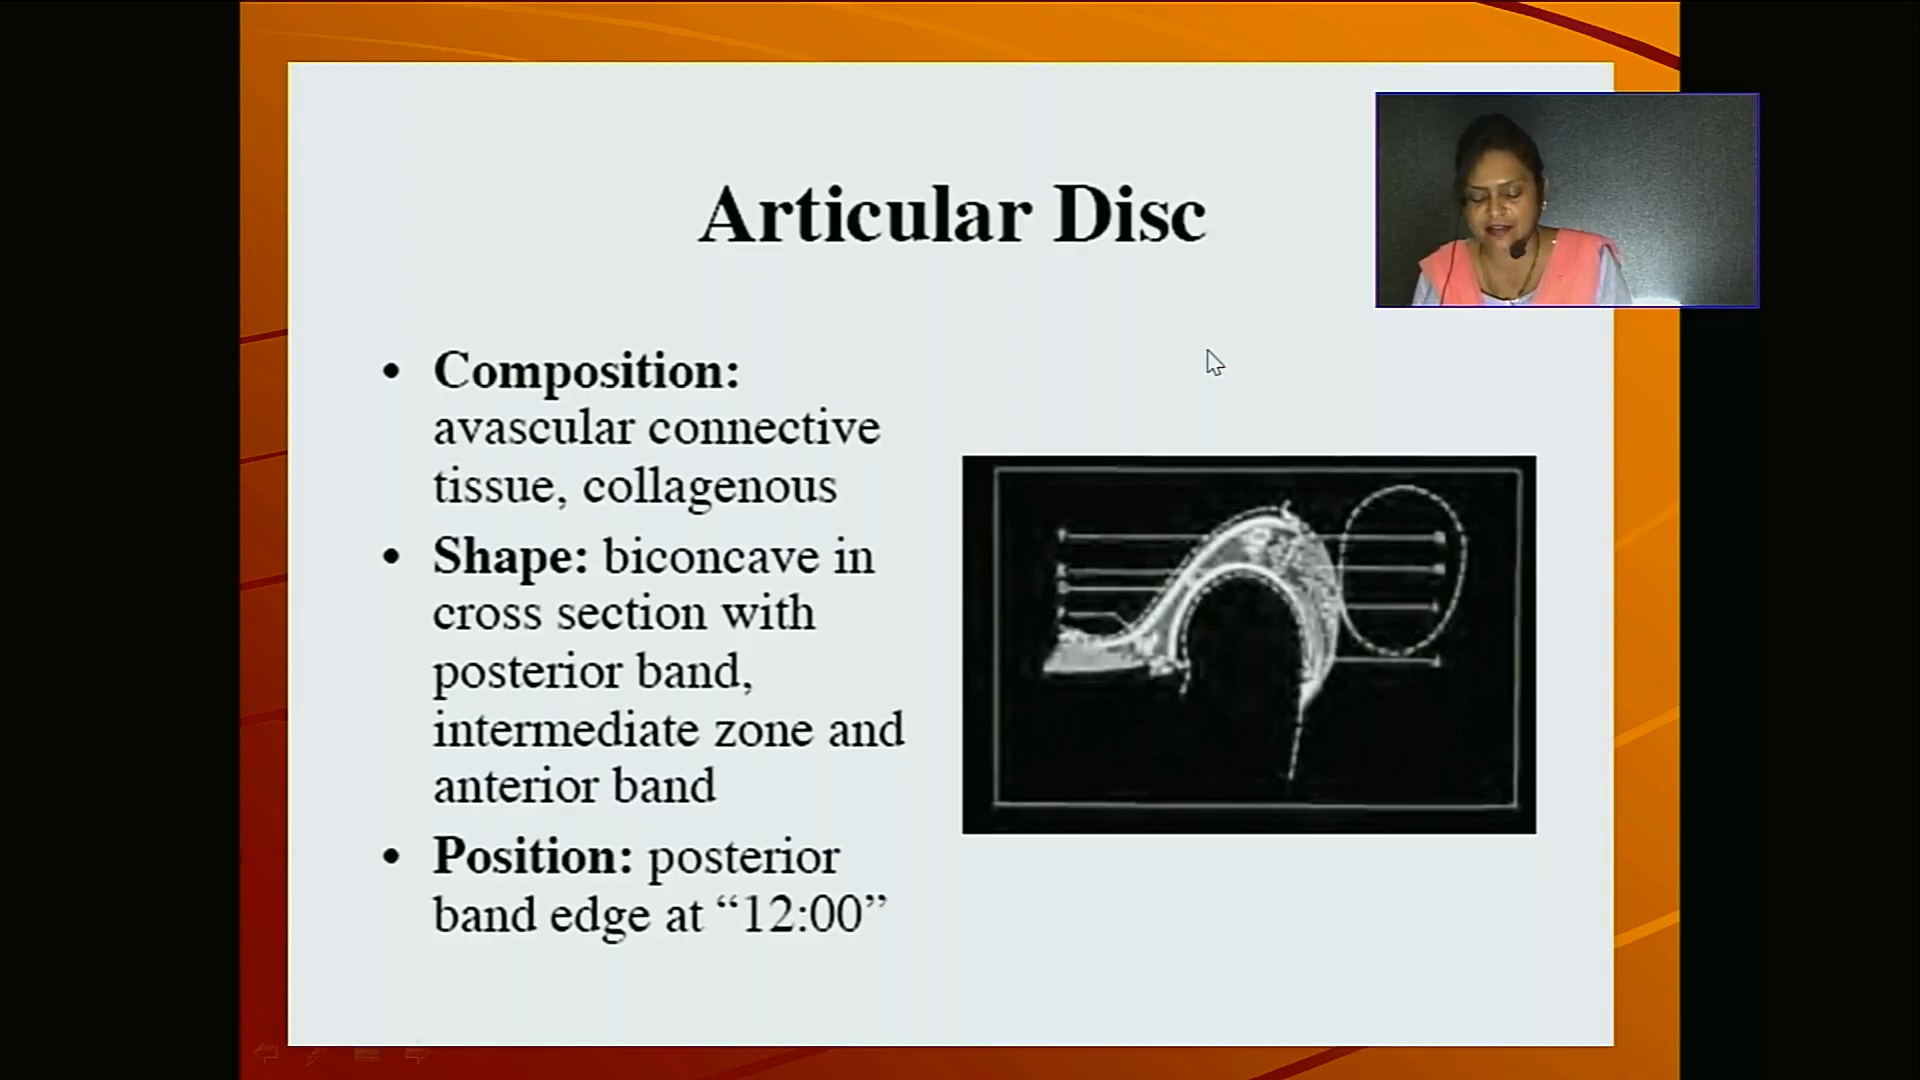 Articular Disc
• Composition:
avascular connective
tissue, collagenous
• Shape: biconcave in
cross section with
posterior band,
intermediate zone and
anterior band
• Position: posterior
band edge at “12:00”